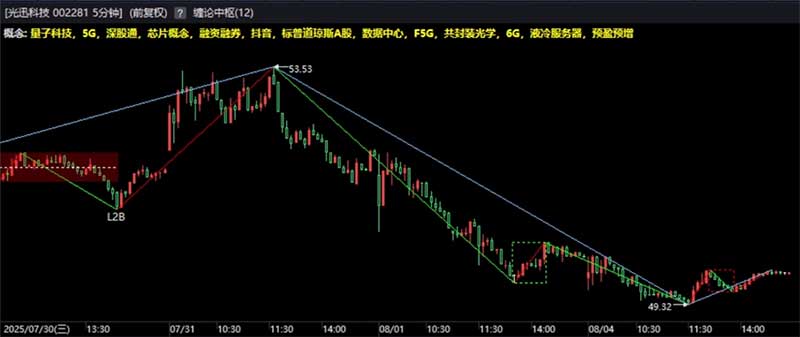 [光迅科技 002281 5分钟] (前复权) ? 缠论中枢(12)
概念: 量子科技, 5G, 深股通, 芯片概念, 融资融券, 抖音, 标普道琼斯A股, 数据中心, F5G, 共封装光学, 6G, 液冷服务器, 预盈预增
53.53
L2B
1
49.32
2025/07/30(三) 13:30 07/31 10:30 11:30 14:00 08/01 10:30 11:30 14:00 08/04 10:30 11:30 14:00